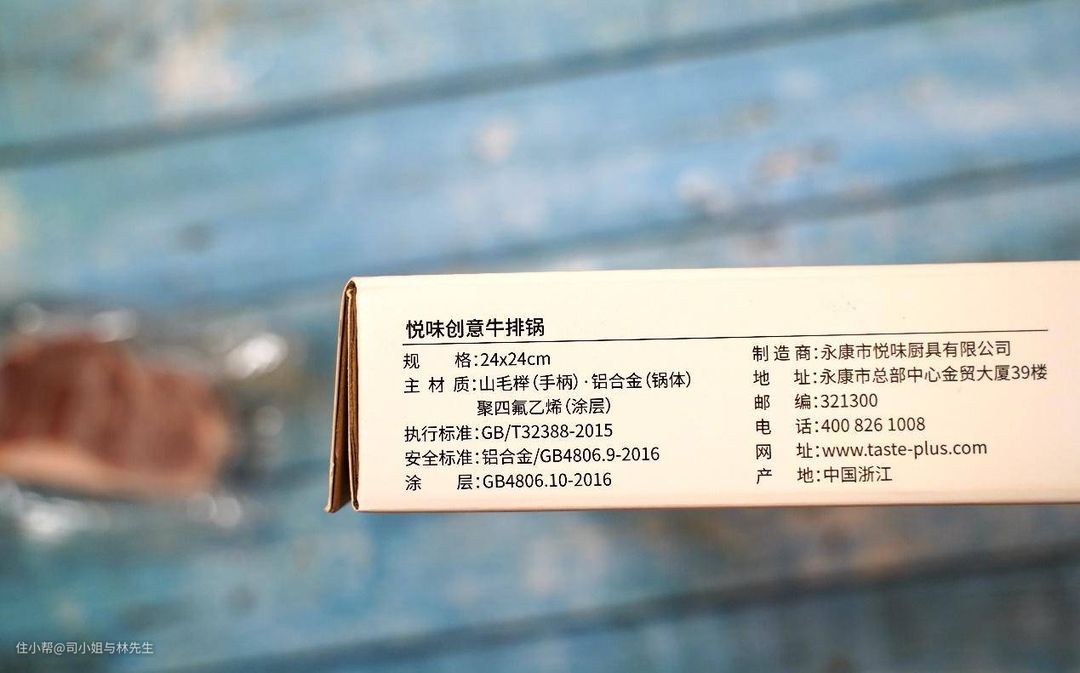 悦味创意牛排锅
规 格:24x24cm
主 材 质:山毛榉(手柄)·铝合金(锅体)
聚四氟乙烯(涂层)
执行标准:GB/T32388-2015
安全标准:铝合金/GB4806.9-2016
涂 层:GB4806.10-2016
制 造 商:永康市悦味厨具有限公司
地 址:永康市总部中心金贸大厦39楼
邮 编:321300
电 话:400 826 1008
网 址:www.taste-plus.com
产 地:中国浙江
住小帮@司小姐与林先生